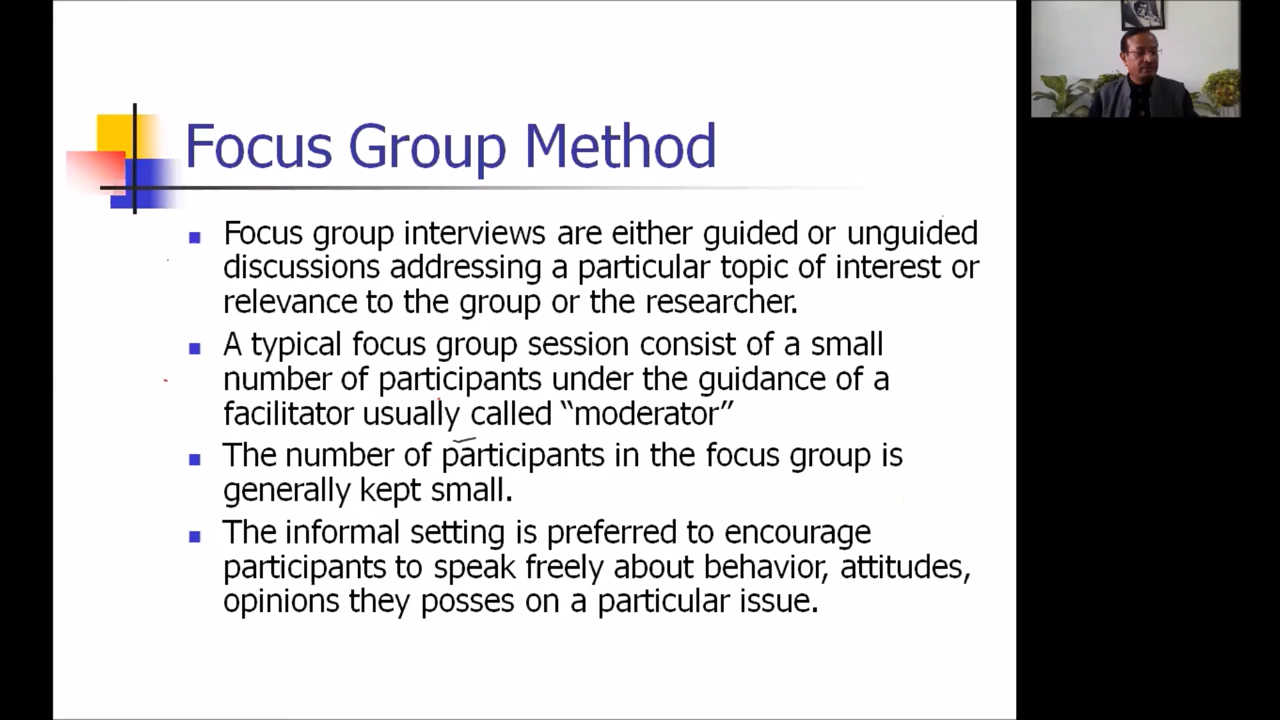 Focus Group Method
Focus group interviews are either guided or unguided
discussions addressing a particular topic of interest or
relevance to the group or the researcher.
A typical focus group session consist of a small
number of participants under the guidance of a
facilitator usually called “moderator”
The number of participants in the focus group is
generally kept small.
The informal setting is preferred to encourage
participants to speak freely about behavior, attitudes,
opinions they posses on a particular issue.